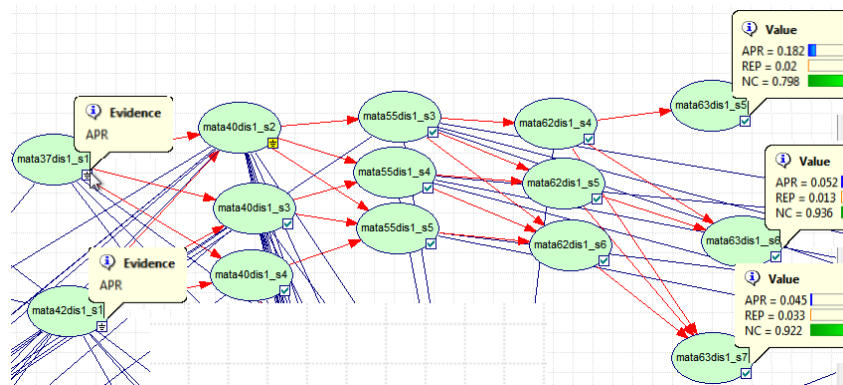 Value
APR = 0.182
REP = 0.02
NC = 0.798
mata63dis1_s5
mata55dis1_s3
mata62dis1_s4
Evidence
APR
mata40dis1_s2
mata37dis1_s1
mata55dis1_s4
mata62dis1_s5
Value
APR = 0.052
REP = 0.013
NC = 0.936
mata40dis1_s3
mata55dis1_s5
mata62dis1_s6
mata63dis1_s6
Evidence
APR
mata40dis1_s4
Value
APR = 0.045
REP = 0.033
NC = 0.922
mata42dis1_s1
mata63dis1_s7